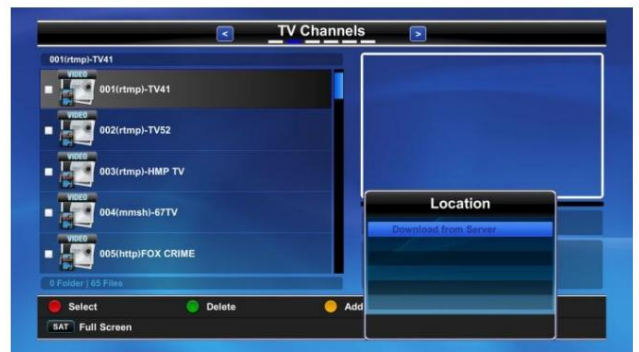 < TV Channels >
001(rtmp)-TV41
VIDEO
001(rtmp)-TV41
VIDEO
002(rtmp)-TV52
VIDEO
003(rtmp)-HMP TV
VIDEO
004(mmsh)-67TV
VIDEO
005(http)FOX CRIME
0 Folder | 65 Files
Location
Download from Server
Select Delete Add
SAT Full Screen